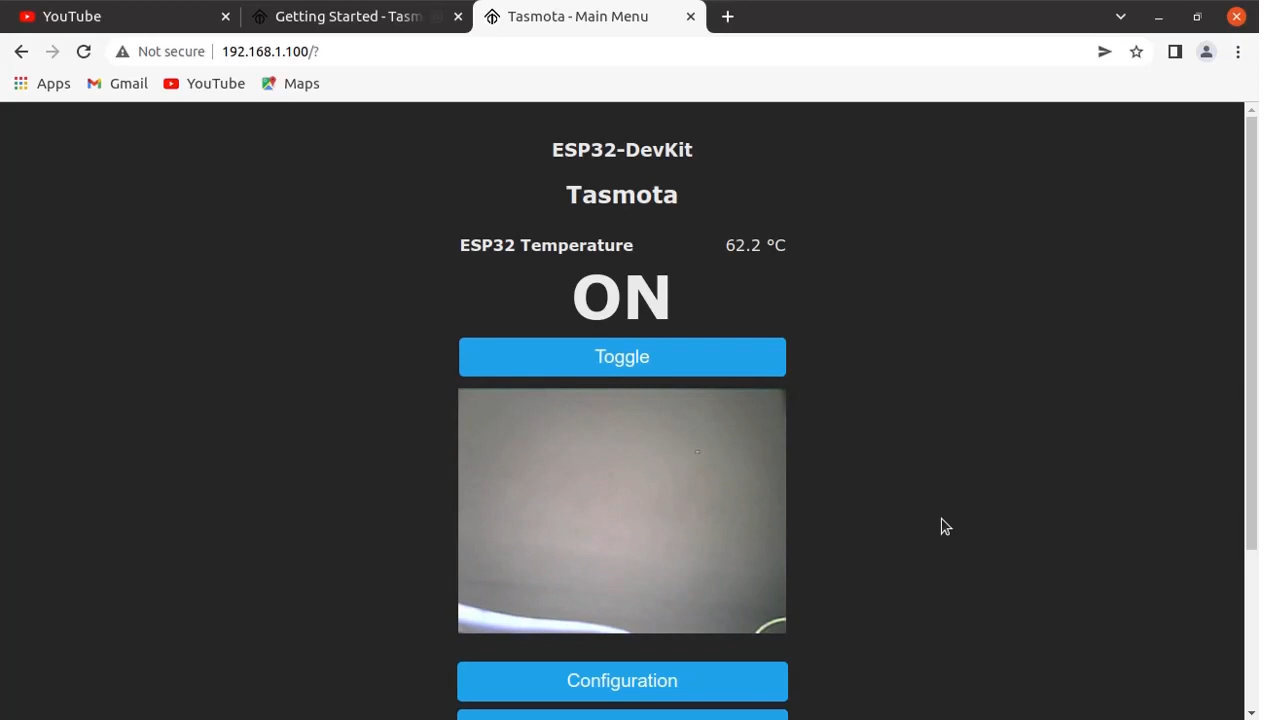 YouTube
Getting Started - Tasm
Tasmota - Main Menu
Not secure
192.168.1.100/?
Apps
Gmail
YouTube
Maps
ESP32-DevKit
Tasmota
ESP32 Temperature 62.2 °C
ON
Toggle
Configuration